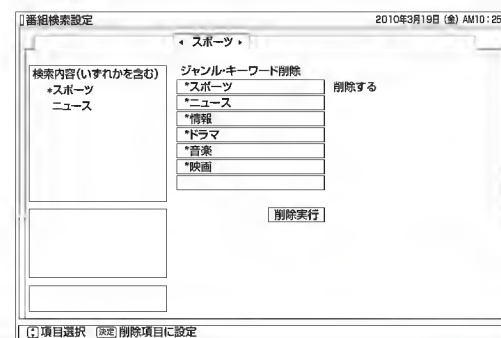 番組検索設定 2010年3月19日（金）AM10：25
スポーツ
検索内容（いずれかを含む）
*スポーツ
ニュース
ジャンル・キーワード削除
*スポーツ 削除する
*ニュース
*情報
*ドラマ
*音楽
*映画
削除実行
項目選択 決定 削除項目に設定